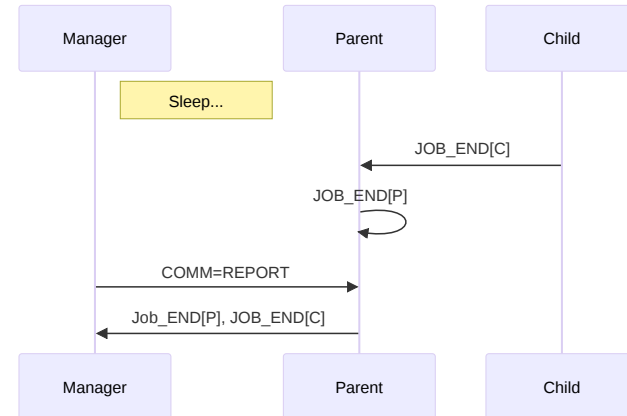 Manager
Parent
Child
Sleep...
JOB_END[C]
JOB_END[P]
COMM=REPORT
Job_END[P], JOB_END[C]
Manager
Parent
Child